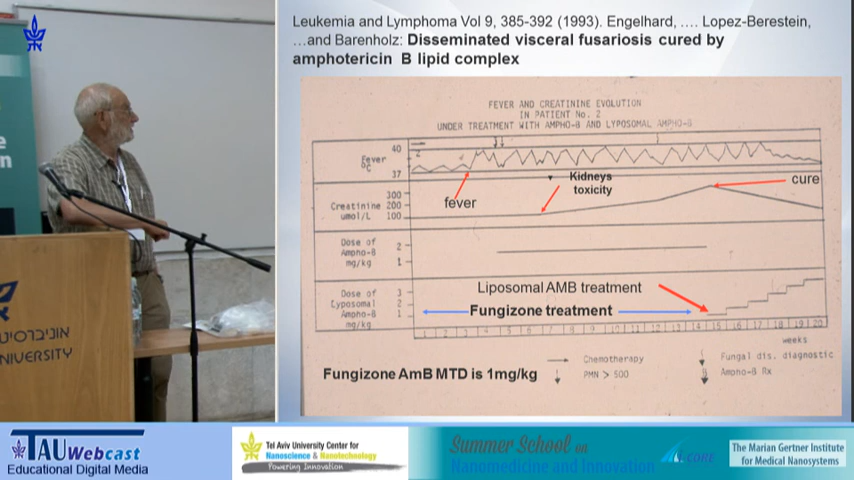 Leukemia and Lymphoma Vol 9, 385-392 (1993). Engelhard, .... Lopez-Berestein,
...and Barenholz: Disseminated visceral fusariosis cured by
amphotericin B lipid complex
FEVER AND CREATININE EVOLUTION
IN PATIENT No. 2
UNDER TREATMENT WITH AMPHO-B AND LYPOSOMAL AMPHO-B
Fever
°C
40
37
fever
Kidneys
toxicity
cure
Creatinine
umol/L
300
200
100
Dose of
Ampho-B
mg/kg
2
1
Dose of
Lyposomal
Ampho-B
mg/kg
3
2
1
Liposomal AMB treatment
Fungizone treatment
1 2 3 4 5 6 7 8 9 10 11 12 13 14 15 16 17 18 19 20
weeks
Chemotherapy
PMN > 500
Fungal dis. diagnostic
Ampho-B Rx
Fungizone AmB MTD is 1mg/kg
e
n
אוניברסיט
UNIVERSITY
TAU Webcast
Educational Digital Media
Tel Aviv University Center for
Nanoscience & Nanotechnology
Powering Innovation
Summer School on
Nanomedicine and Innovation
i-CORE
The Marian Gertner Institute
for Medical Nanosystems